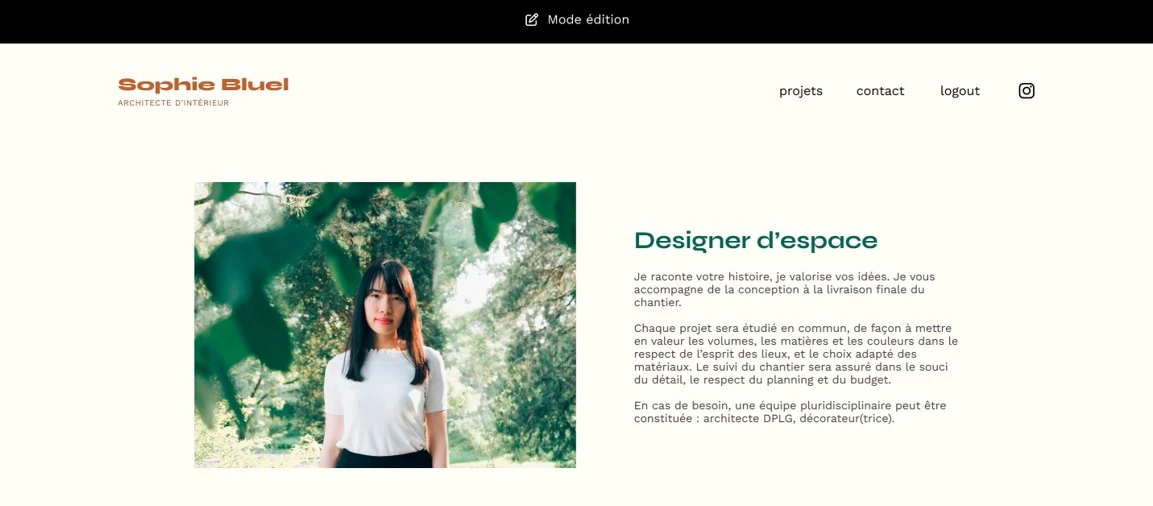 Mode édition
Sophie Bluel
ARCHITECTE D'INTÉRIEUR
projets
contact
logout
Designer d’espace
Je raconte votre histoire, je valorise vos idées. Je vous
accompagne de la conception à la livraison finale du
chantier.
Chaque projet sera étudié en commun, de façon à mettre
en valeur les volumes, les matières et les couleurs dans le
respect de l’esprit des lieux, et le choix adapté des
matériaux. Le suivi du chantier sera assuré dans le souci
du détail, le respect du planning et du budget.
En cas de besoin, une équipe pluridisciplinaire peut être
constituée : architecte DPLG, décorateur(trice).